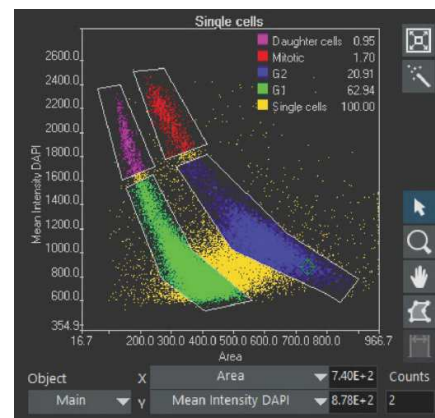 Single cells
Daughter cells 0.95
Mitotic 1.70
G2 20.91
G1 62.94
Single cells 100.00
Mean Intensity DAPI
2600.0
2400.0
2200.0
2000.0
1800.0
1600.0
1400.0
1200.0
1000.0
800.0
600.0
354.9
16.7 200.0 300.0 400.0 500.0 600.0 700.0 800.0 966.7
Area
Object X Area 7.40E+2 Counts
Main Y Mean Intensity DAPI 8.78E+2 2